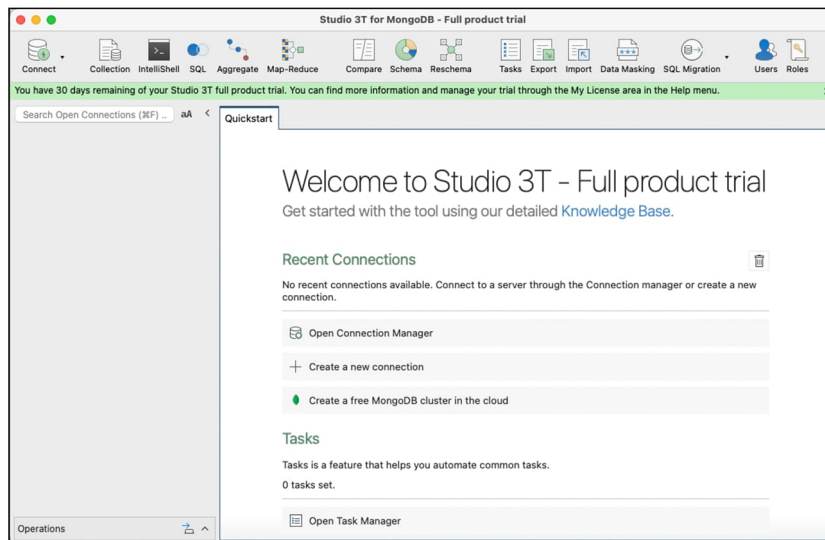 Studio 3T for MongoDB - Full product trial
Connect Collection IntelliShell SQL Aggregate Map-Reduce Compare Schema Reschema Tasks Export Import Data Masking SQL Migration Users Roles
You have 30 days remaining of your Studio 3T full product trial. You can find more information and manage your trial through the My License area in the Help menu.
Search Open Connections (⌘F) .. aA
Quickstart
Welcome to Studio 3T – Full product trial
Get started with the tool using our detailed Knowledge Base.
Recent Connections
No recent connections available. Connect to a server through the Connection manager or create a new
connection.
Open Connection Manager
Create a new connection
Create a free MongoDB cluster in the cloud
Tasks
Tasks is a feature that helps you automate common tasks.
0 tasks set.
Open Task Manager
Operations